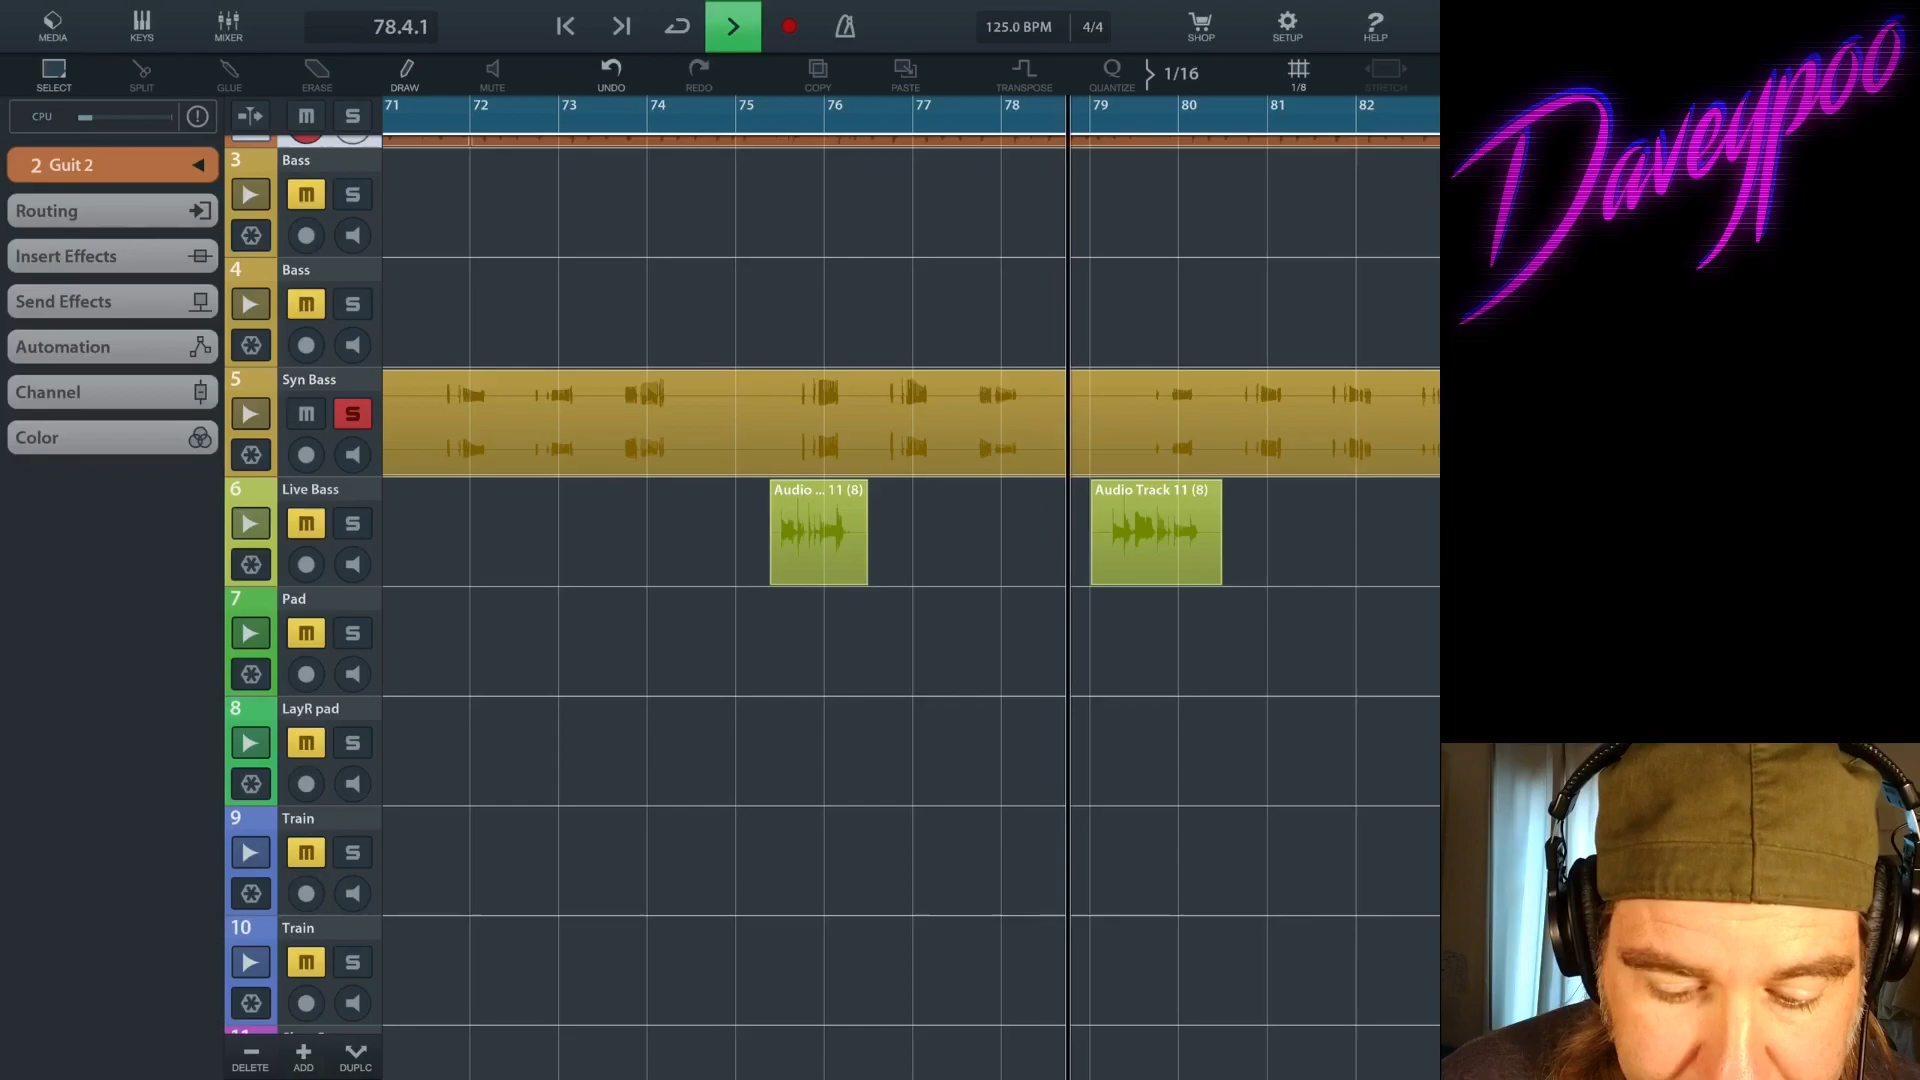 MEDIA
KEYS
MIXER
78.4.1
125.0 BPM
4/4
SHOP
SETUP
?
HELP
SELECT
SPLIT
GLUE
ERASE
DRAW
MUTE
UNDO
REDO
COPY
PASTE
TRANSPOSE
Q
QUANTIZE
1/16
1/8
STRETCH
CPU
!
M
S
71
72
73
74
75
76
77
78
79
80
81
82
2 Guit 2
Routing
Insert Effects
Send Effects
Automation
Channel
Color
3
Bass
M
S
4
Bass
M
S
5
Syn Bass
M
S
6
Live Bass
M
S
Audio ... 11 (8)
Audio Track 11 (8)
7
Pad
M
S
8
LayR pad
M
S
9
Train
M
S
10
Train
M
S
DELETE
ADD
DUPLC
Daveypoo